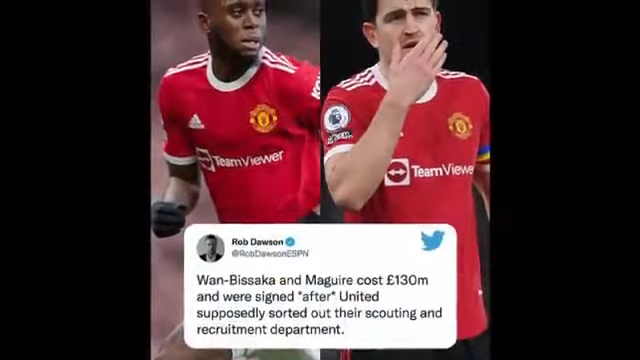 TeamViewer
TeamViewer
Rob Dawson
@RobDawsonESPN
Wan-Bissaka and Maguire cost £130m
and were signed *after* United
supposedly sorted out their scouting and
recruitment department.